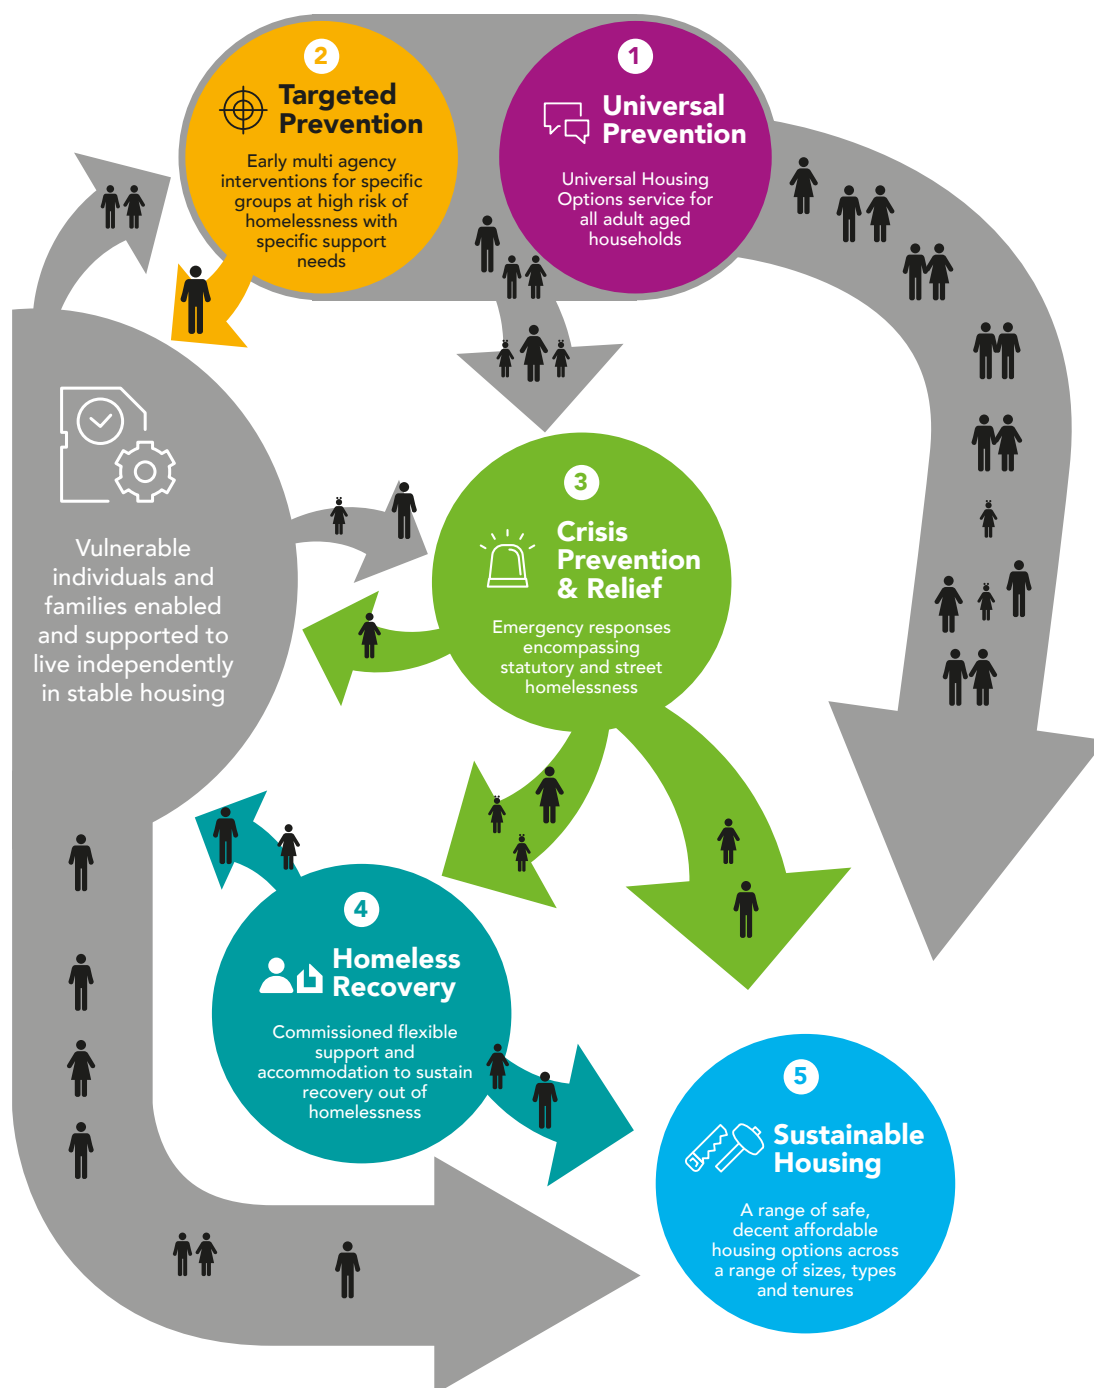 1
Universal
Prevention
Universal Housing
Options service for
all adult aged
households
2
Targeted
Prevention
Early multi agency
interventions for specific
groups at high risk of
homelessness with
specific support
needs
3
Crisis
Prevention
& Relief
Emergency responses
encompassing
statutory and street
homelessness
Vulnerable
individuals and
families enabled
and supported to
live independently
in stable housing
4
Homeless
Recovery
Commissioned flexible
support and
accommodation to sustain
recovery out of
homelessness
5
Sustainable
Housing
A range of safe,
decent affordable
housing options across
a range of sizes, types
and tenures